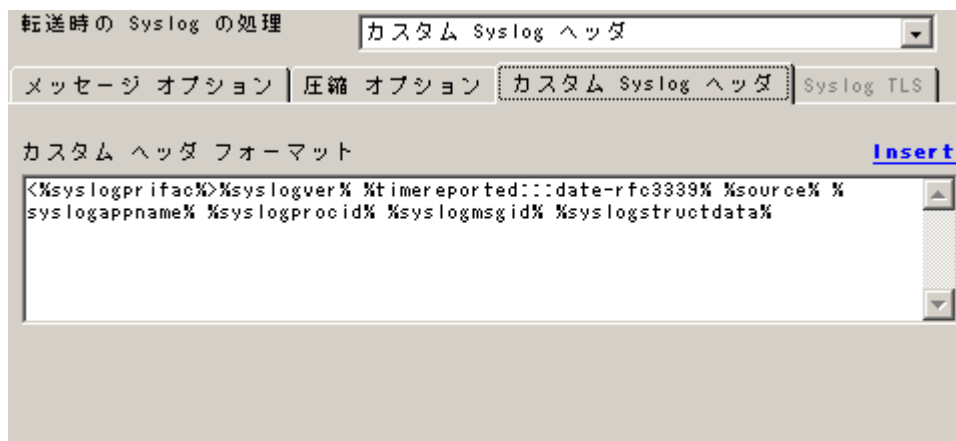 転送時の Syslog の処理 カスタム Syslog ヘッダ
メッセージ オプション 圧縮 オプション カスタム Syslog ヘッダ Syslog TLS
カスタム ヘッダ フォーマット Insert
<%syslogprifac%>%syslogver% %timereported:::date-rfc3339% %source% %
syslogappname% %syslogprocid% %syslogmsgid% %syslogstructdata%